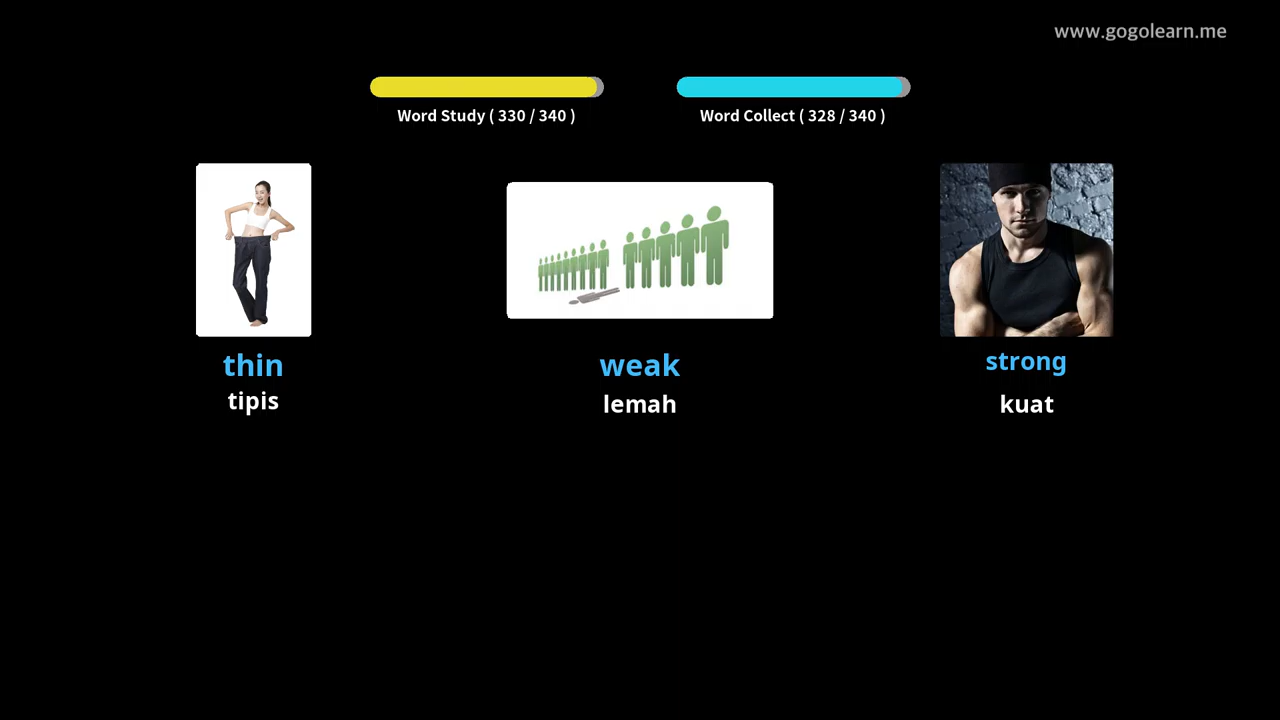 www.gogolearn.me
Word Study ( 330 / 340 )
Word Collect ( 328 / 340 )
thin
tipis
weak
lemah
strong
kuat